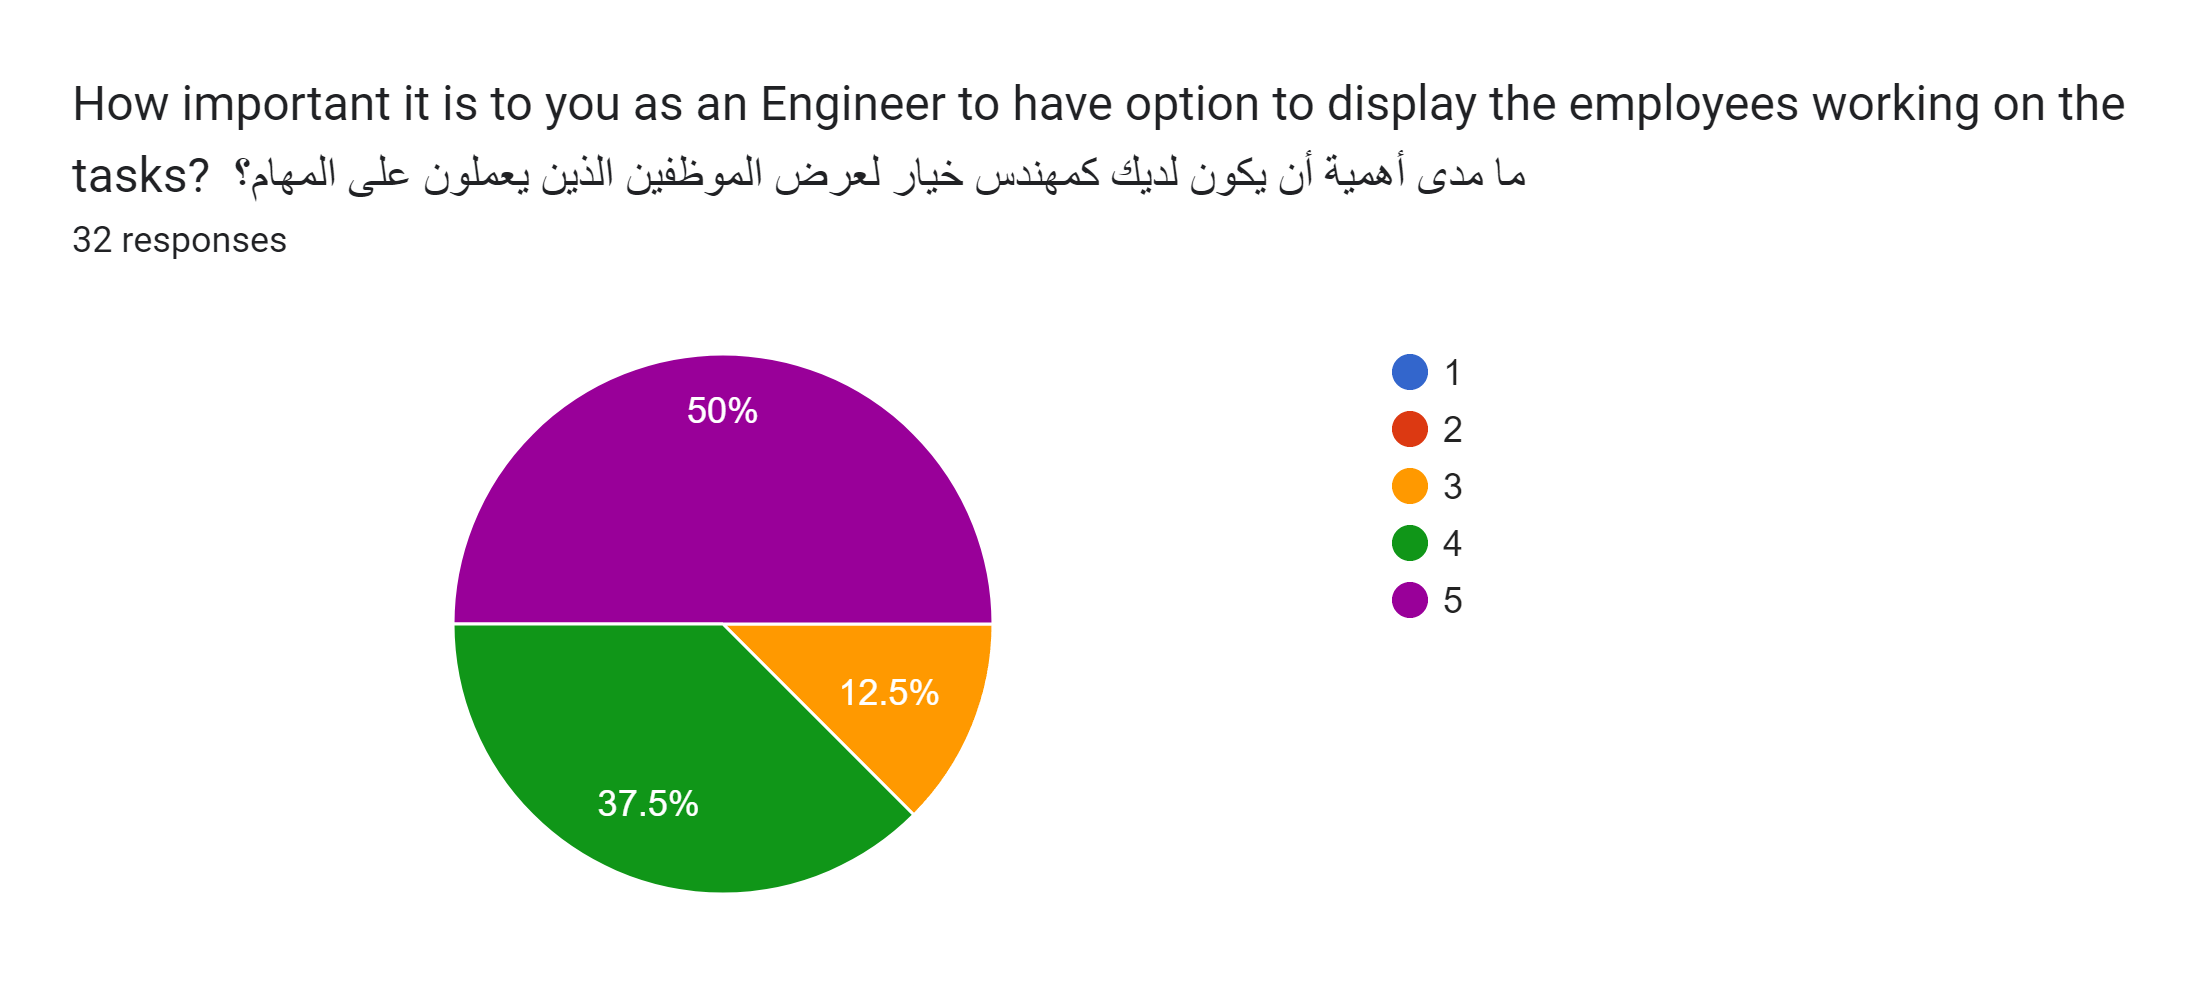 How important it is to you as an Engineer to have option to display the employees working on the
tasks? ما مدى أهمية أن يكون لديك كمهندس خيار لعرض الموظفين الذين يعملون على المهام؟
32 responses
50%
12.5%
37.5%
1
2
3
4
5